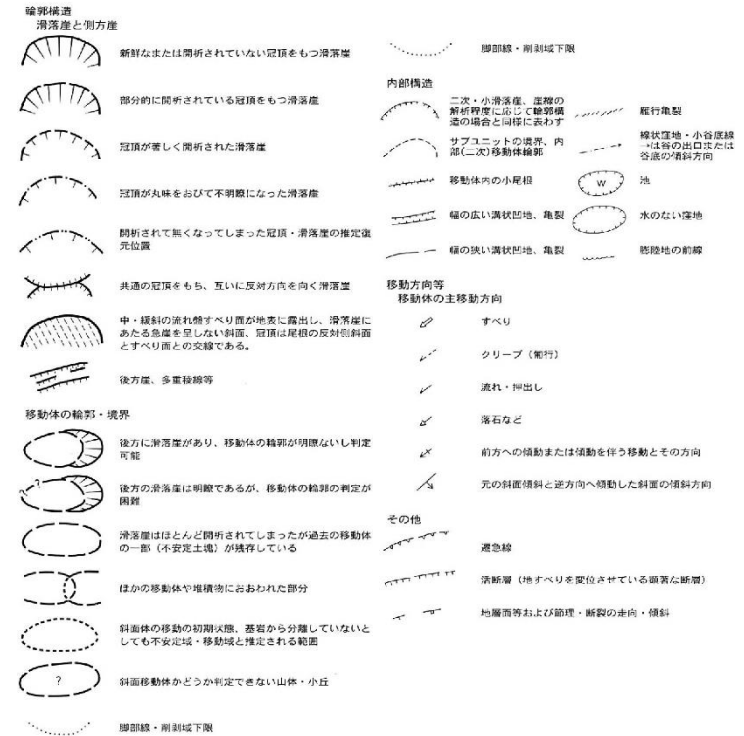 輪郭構造
滑落崖と側方崖
新鮮なまたは開析されていない冠頂をもつ滑落崖
部分的に開析されている冠頂をもつ滑落崖
冠頂が著しく開析された滑落崖
冠頂が丸味をおびて不明瞭になった滑落崖
開析されて無くなってしまった冠頂・滑落崖の推定復
元位置
共通の冠頂をもち、互いに反対方向を向く滑落崖
中・緩斜の流れ盤すべり面が地表に露出し、滑落崖に
あたる急崖を呈しない斜面、冠頂は尾根の反対側斜面
とすべり面との交線である。
後方崖、多重稜線等
移動体の輪郭・境界
後方に滑落崖があり、移動体の輪郭が明瞭ないし判定
可能
?
?
後方の滑落崖は明瞭であるが、移動体の輪郭の判定が
困難
滑落崖はほとんど開析されてしまったが過去の移動体
の一部（不安定土塊）が残存している
ほかの移動体や堆積物におおわれた部分
斜面体の移動の初期状態、基岩から分離していないと
しても不安定域・移動域と推定される範囲
?
斜面移動体かどうか判定できない山体・小丘
脚部線・削剥域下限
脚部線・削剥域下限
内部構造
二次・小滑落崖、崖線の
解析程度に応じて輪郭構
造の場合と同様に表わす
サブユニットの境界、内
部(二次)移動体輪郭
移動体内の小尾根
幅の広い溝状凹地、亀裂
幅の狭い溝状凹地、亀裂
雁行亀裂
線状窪地・小谷底線
→は谷の出口または
谷底の傾斜方向
W
池
水のない窪地
膨陸地の前線
移動方向等
移動体の主移動方向
すべり
クリープ（匍行）
流れ・押出し
落石など
前方への傾動または傾動を伴う移動とその方向
元の斜面傾斜と逆方向へ傾動した斜面の傾斜方向
その他
遷急線
活断層（地すべりを変位させている顕著な断層）
地層面等および節理・断裂の走向・傾斜